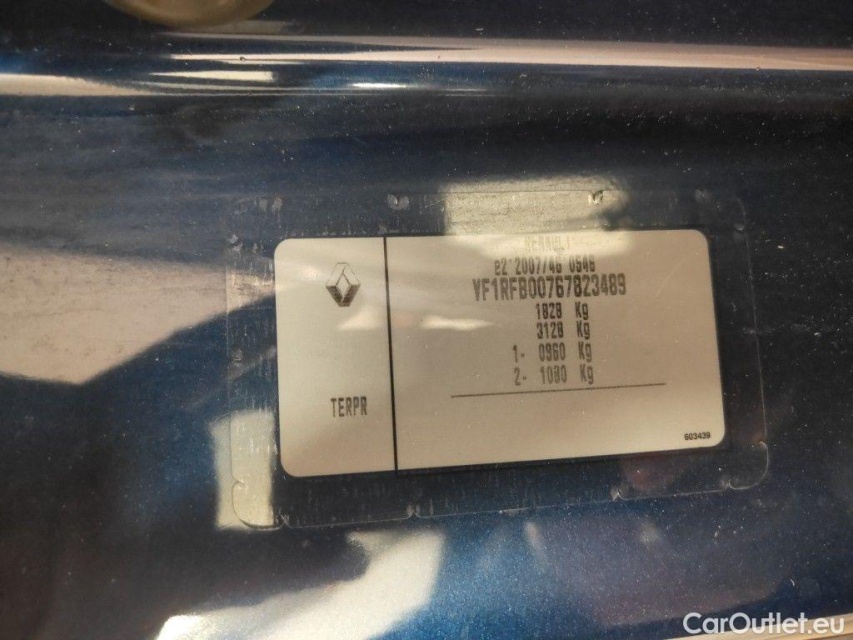 RENAULT
e2*2007/46*0546
VF1RFB00767823489
1828 Kg
3128 Kg
1- 0960 Kg
2- 1080 Kg
TERPR
603439
CarOutlet.eu